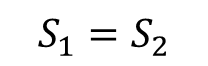 S₁ = S₂